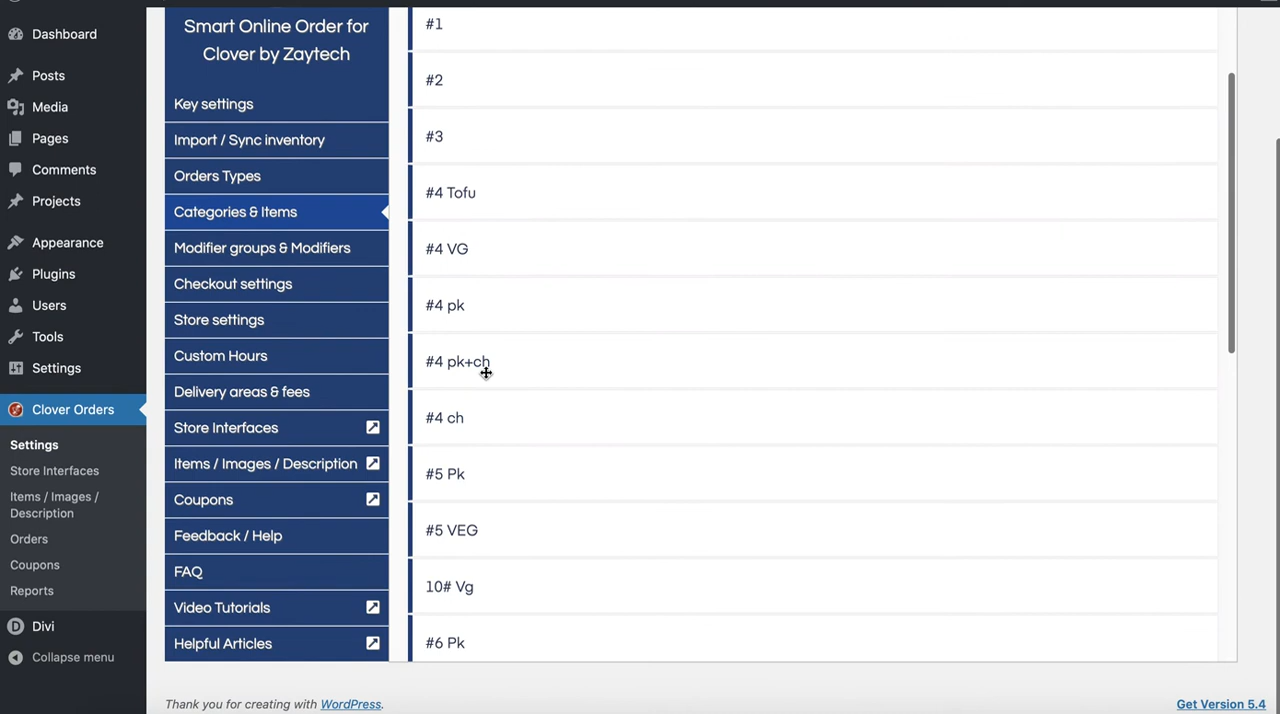 Dashboard
Posts
Media
Pages
Comments
Projects
Appearance
Plugins
Users
Tools
Settings
Clover Orders
Settings
Store Interfaces
Items / Images /
Description
Orders
Coupons
Reports
Divi
Collapse menu
Smart Online Order for
Clover by Zaytech
Key settings
Import / Sync inventory
Orders Types
Categories & Items
Modifier groups & Modifiers
Checkout settings
Store settings
Custom Hours
Delivery areas & fees
Store Interfaces
Items / Images / Description
Coupons
Feedback / Help
FAQ
Video Tutorials
Helpful Articles
#1
#2
#3
#4 Tofu
#4 VG
#4 pk
#4 pk+ch
#4 ch
#5 Pk
#5 VEG
10# Vg
#6 Pk
Thank you for creating with WordPress.
Get Version 5.4